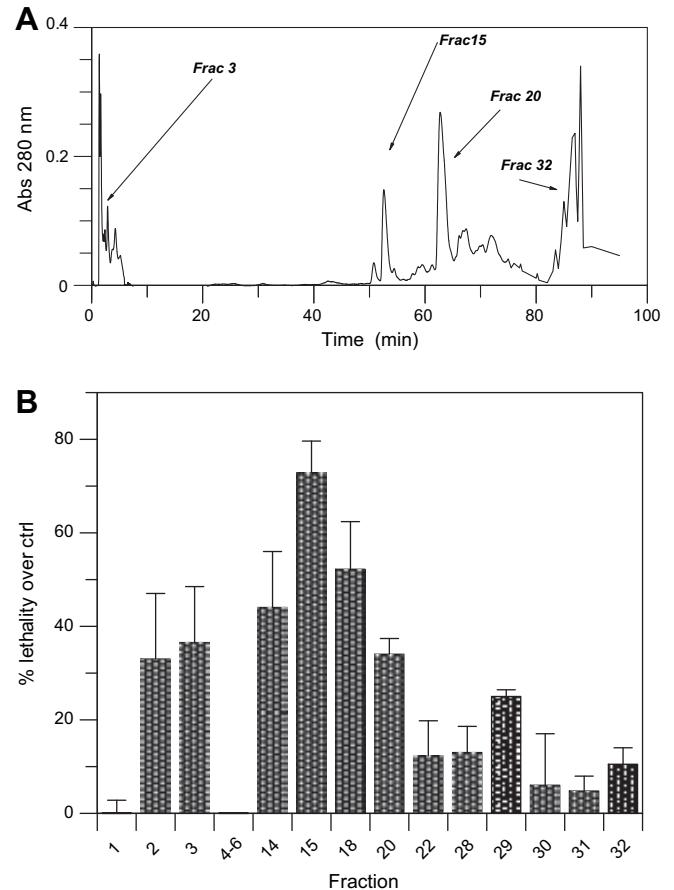 A
0.4
0.2
0
Abs 280 nm
Frac 3
Frac15
Frac 20
Frac 32
0 20 40 60 80 100
Time (min)
B
80
60
40
20
0
% lethality over ctrl
1 2 3 4-6 14 15 18 20 22 28 29 30 31 32
Fraction